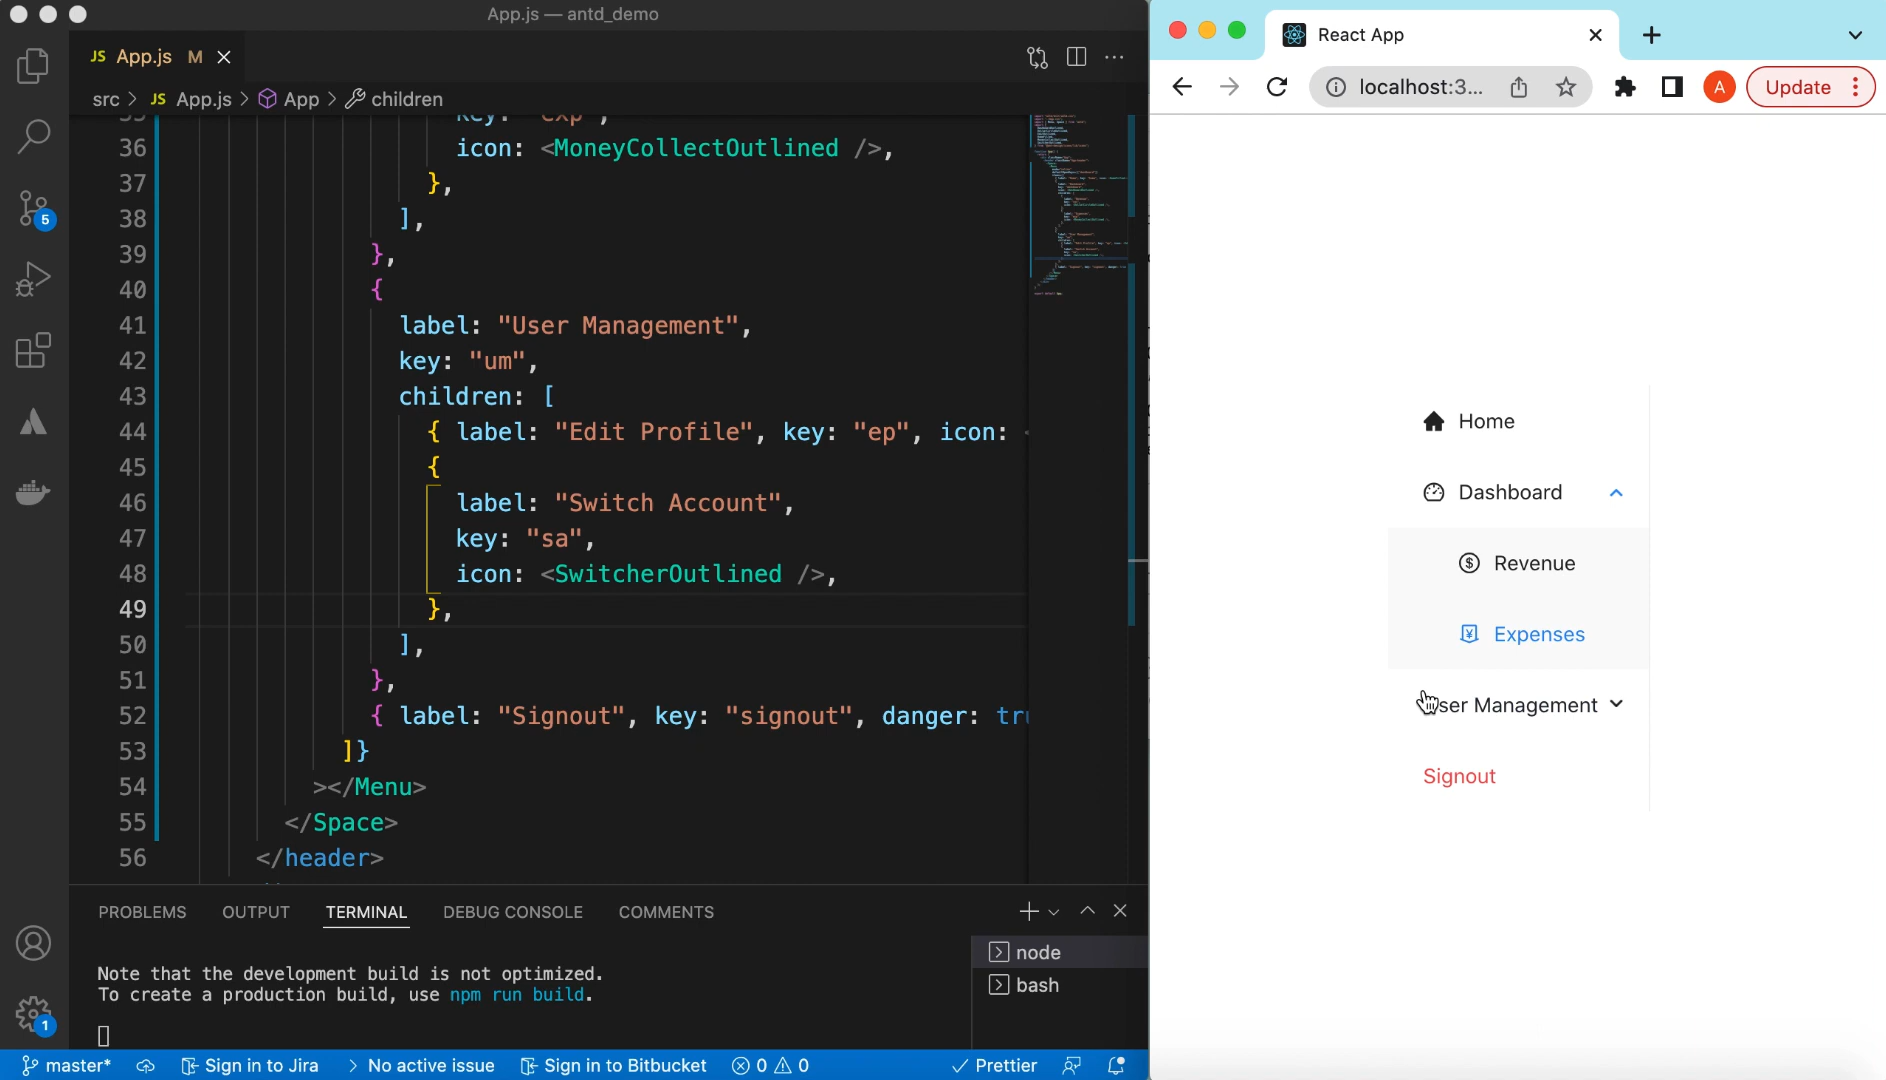 App.js — antd_demo
JS App.js M
src > JS App.js > App > children
36 icon: <MoneyCollectOutlined />,
37 },
38 ],
39 },
40 {
41 label: "User Management",
42 key: "um",
43 children: [
44 { label: "Edit Profile", key: "ep", icon: <
45 {
46 label: "Switch Account",
47 key: "sa",
48 icon: <SwitcherOutlined />,
49 },
50 ],
51 },
52 { label: "Signout", key: "signout", danger: tru
53 ]}
54 ></Menu>
55 </Space>
56 </header>
5
1
PROBLEMS OUTPUT TERMINAL DEBUG CONSOLE COMMENTS
Note that the development build is not optimized.
To create a production build, use npm run build.
node
bash
master* Sign in to Jira > No active issue Sign in to Bitbucket 0 0 Prettier
React App
localhost:3... A Update
Home
Dashboard
$ Revenue
¥ Expenses
ser Management
Signout